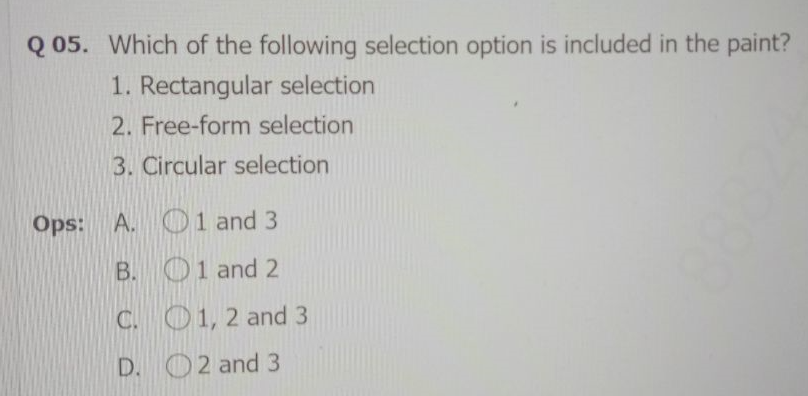 Q 05. Which of the following selection option is included in the paint?
1. Rectangular selection
2. Free-form selection
3. Circular selection
Ops: A. 1 and 3
B. 1 and 2
C. 1, 2 and 3
D. 2 and 3